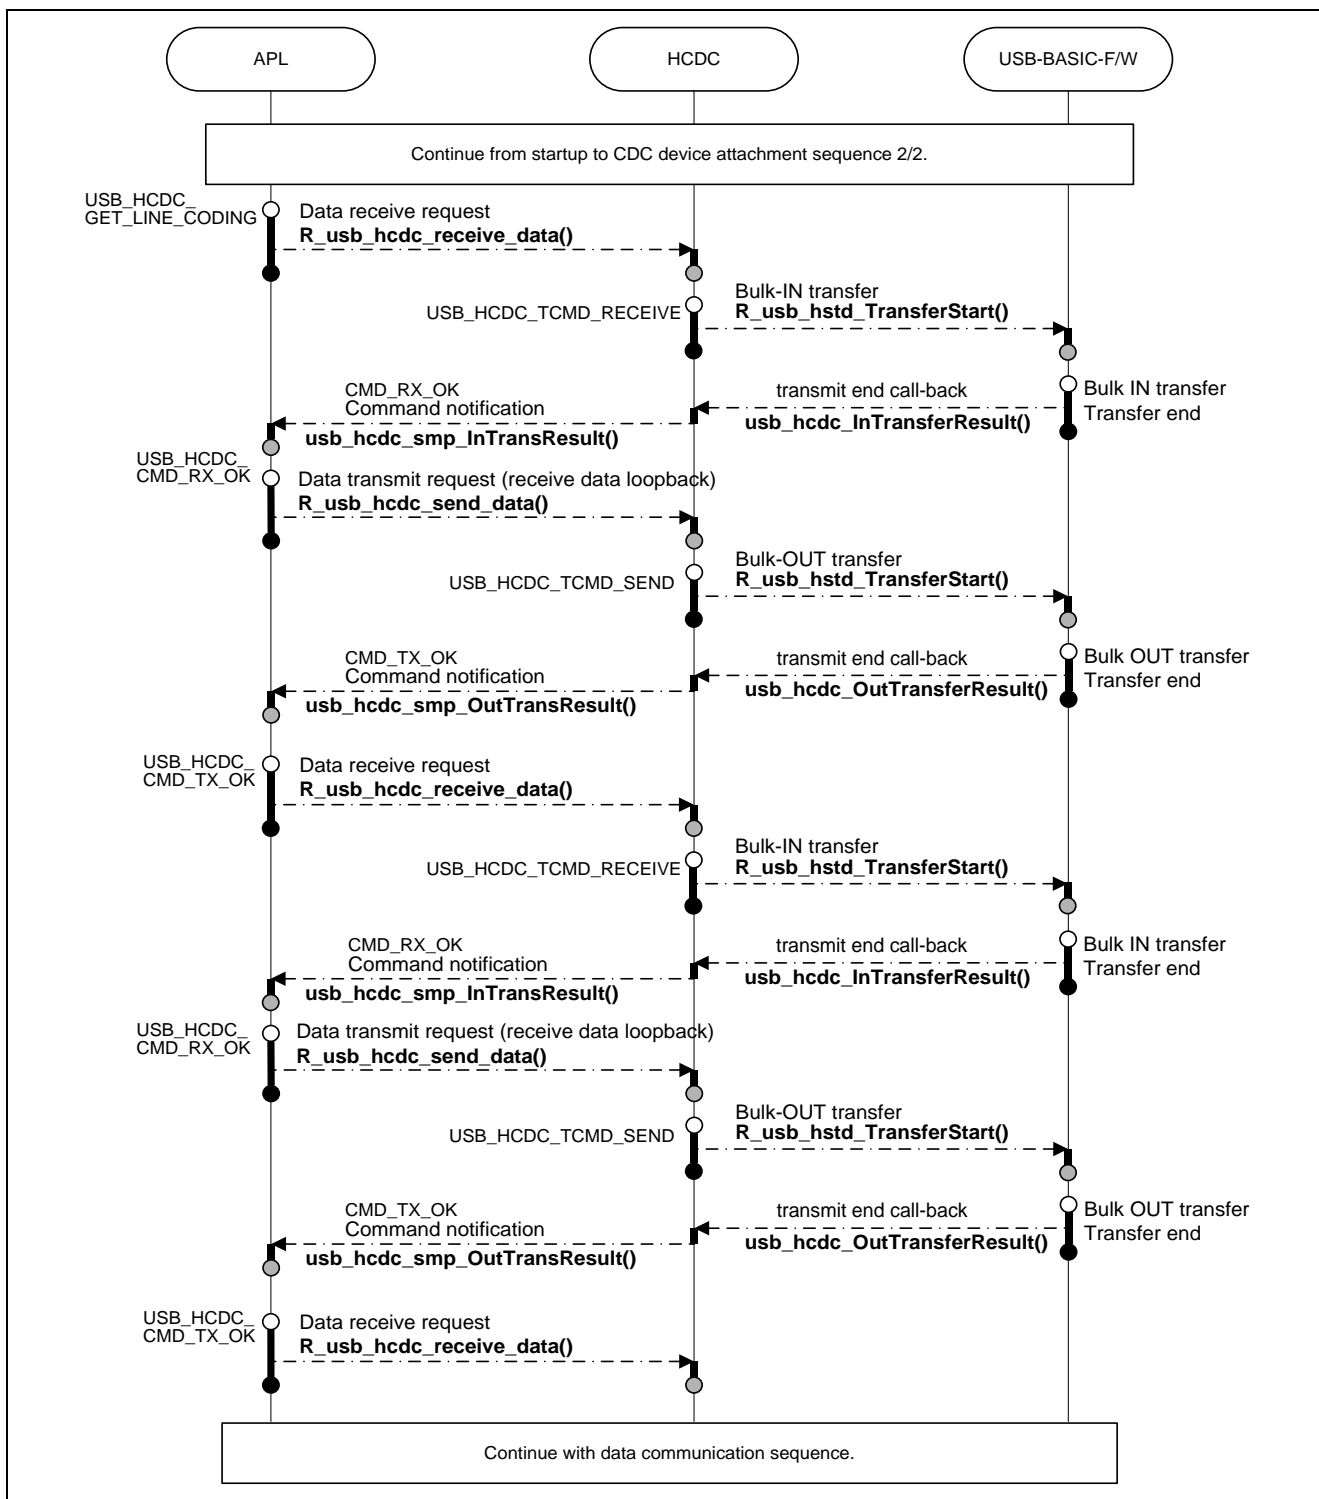 APL
HCDC
USB-BASIC-F/W
Continue from startup to CDC device attachment sequence 2/2.
USB_HCDC_
GET_LINE_CODING
Data receive request
R_usb_hcdc_receive_data()
USB_HCDC_TCMD_RECEIVE
Bulk-IN transfer
R_usb_hstd_TransferStart()
CMD_RX_OK
Command notification
usb_hcdc_smp_InTransResult()
transmit end call-back
usb_hcdc_InTransferResult()
Bulk IN transfer
Transfer end
USB_HCDC_
CMD_RX_OK
Data transmit request (receive data loopback)
R_usb_hcdc_send_data()
USB_HCDC_TCMD_SEND
Bulk-OUT transfer
R_usb_hstd_TransferStart()
CMD_TX_OK
Command notification
usb_hcdc_smp_OutTransResult()
transmit end call-back
usb_hcdc_OutTransferResult()
Bulk OUT transfer
Transfer end
USB_HCDC_
CMD_TX_OK
Data receive request
R_usb_hcdc_receive_data()
USB_HCDC_TCMD_RECEIVE
Bulk-IN transfer
R_usb_hstd_TransferStart()
CMD_RX_OK
Command notification
usb_hcdc_smp_InTransResult()
transmit end call-back
usb_hcdc_InTransferResult()
Bulk IN transfer
Transfer end
USB_HCDC_
CMD_RX_OK
Data transmit request (receive data loopback)
R_usb_hcdc_send_data()
USB_HCDC_TCMD_SEND
Bulk-OUT transfer
R_usb_hstd_TransferStart()
CMD_TX_OK
Command notification
usb_hcdc_smp_OutTransResult()
transmit end call-back
usb_hcdc_OutTransferResult()
Bulk OUT transfer
Transfer end
USB_HCDC_
CMD_TX_OK
Data receive request
R_usb_hcdc_receive_data()
Continue with data communication sequence.